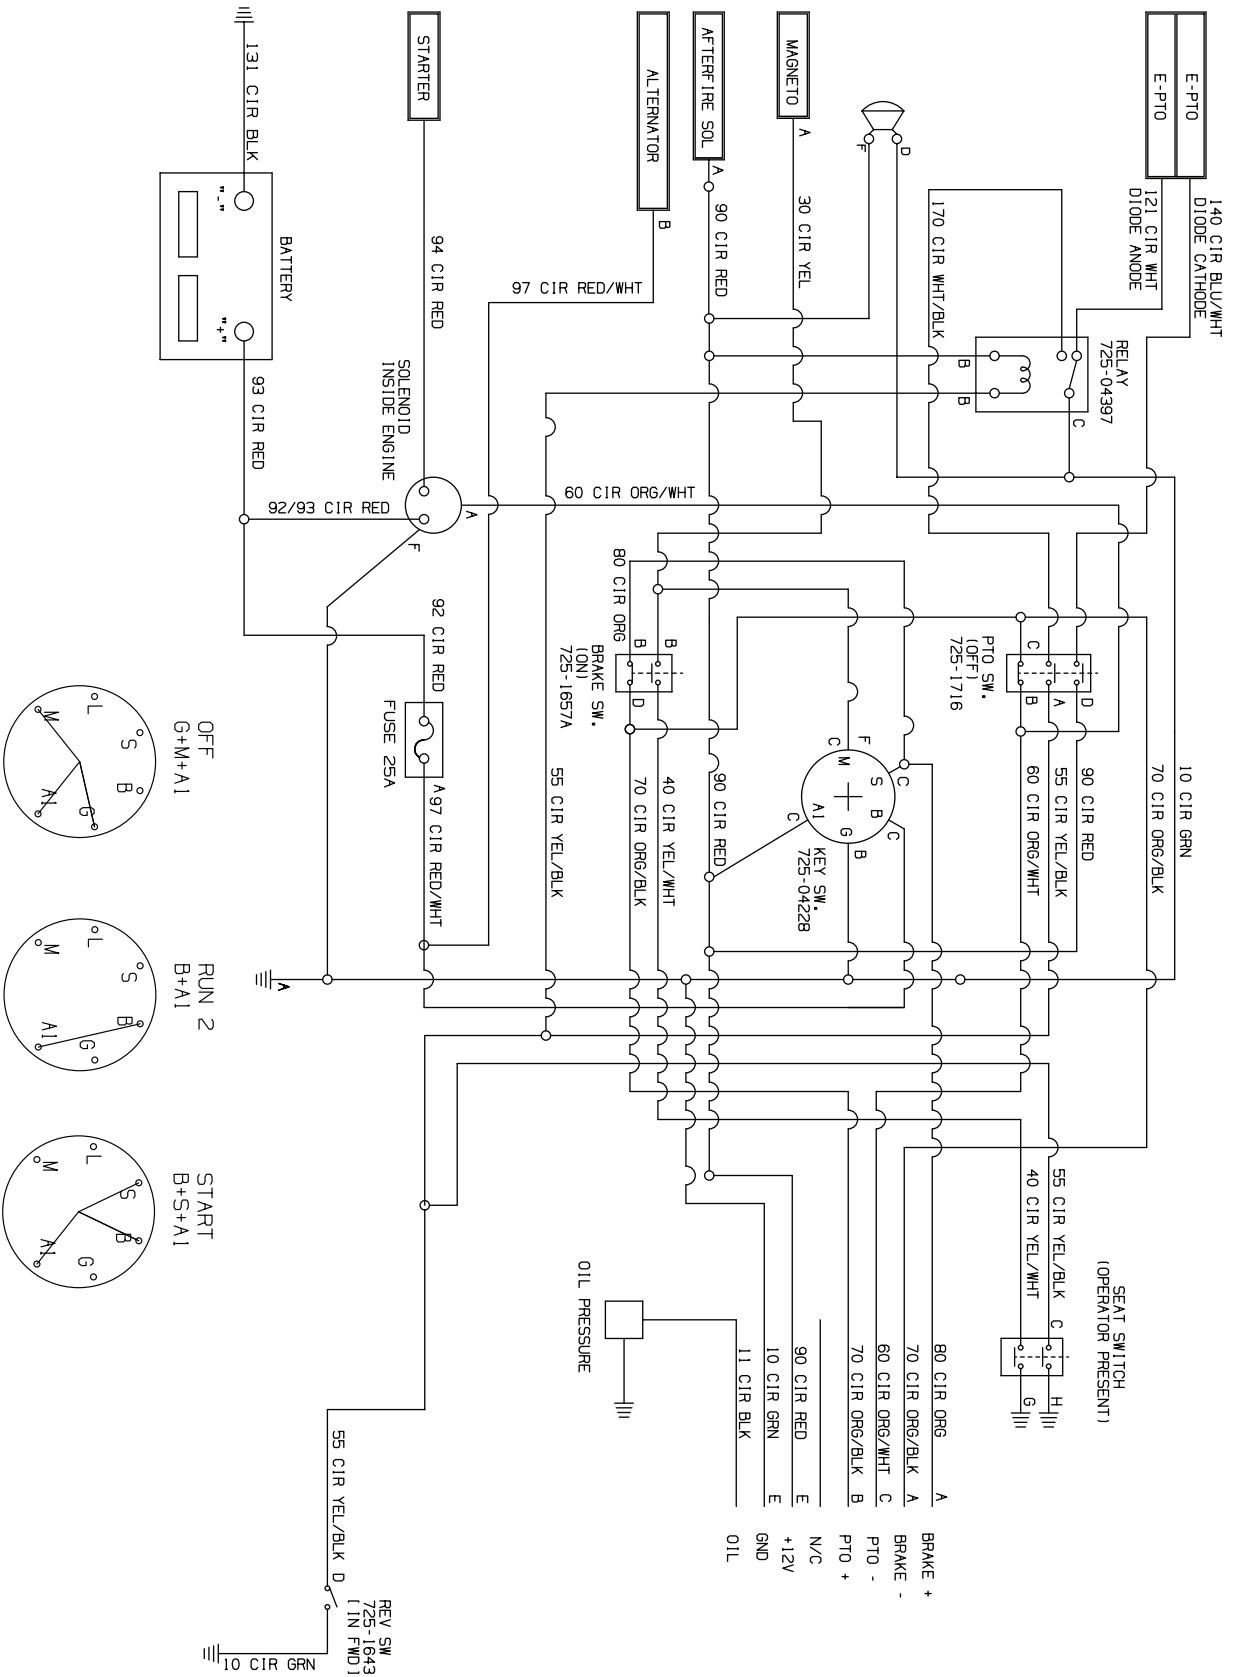 140 CIR BLU/WHT
DIODE CATHODE
E-PTO
E-PTO
121 CIR WHT
DIODE ANODE
RELAY
725-04397
C
B
B
170 CIR WHT/BLK
D
F
MAGNETO
A
30 CIR YEL
AFTERFIRE SOL
A
90 CIR RED
ALTERNATOR
B
97 CIR RED/WHT
STARTER
94 CIR RED
SOLENOID
INSIDE ENGINE
A
F
60 CIR ORG/WHT
92/93 CIR RED
131 CIR BLK
BATTERY
"-"
"+"
93 CIR RED
92 CIR RED
FUSE 25A
A
97 CIR RED/WHT
80 CIR ORG
BRAKE SW.
(ON)
725-1657A
B
B
D
PTO SW.
(OFF)
725-1716
C
D
A
B
10 CIR GRN
70 CIR ORG/BLK
90 CIR RED
55 CIR YEL/BLK
60 CIR ORG/WHT
KEY SW.
725-04228
F
C
M
S
C
B
C
A1
C
G
B
90 CIR RED
40 CIR YEL/WHT
70 CIR ORG/BLK
55 CIR YEL/BLK
A
SEAT SWITCH
(OPERATOR PRESENT)
55 CIR YEL/BLK
C
H
40 CIR YEL/WHT
G
80 CIR ORG
A
BRAKE +
70 CIR ORG/BLK
A
BRAKE -
60 CIR ORG/WHT
C
PTO -
70 CIR ORG/BLK
B
PTO +
N/C
90 CIR RED
E
+12V
10 CIR GRN
E
GND
11 CIR BLK
OIL
OIL PRESSURE
REV SW
725-1643
[IN FWD]
55 CIR YEL/BLK
D
10 CIR GRN
OFF
G+M+A1
L
S
B
M
A1
G
RUN 2
B+A1
L
S
B
M
A1
G
START
B+S+A1
L
S
B
M
A1
G